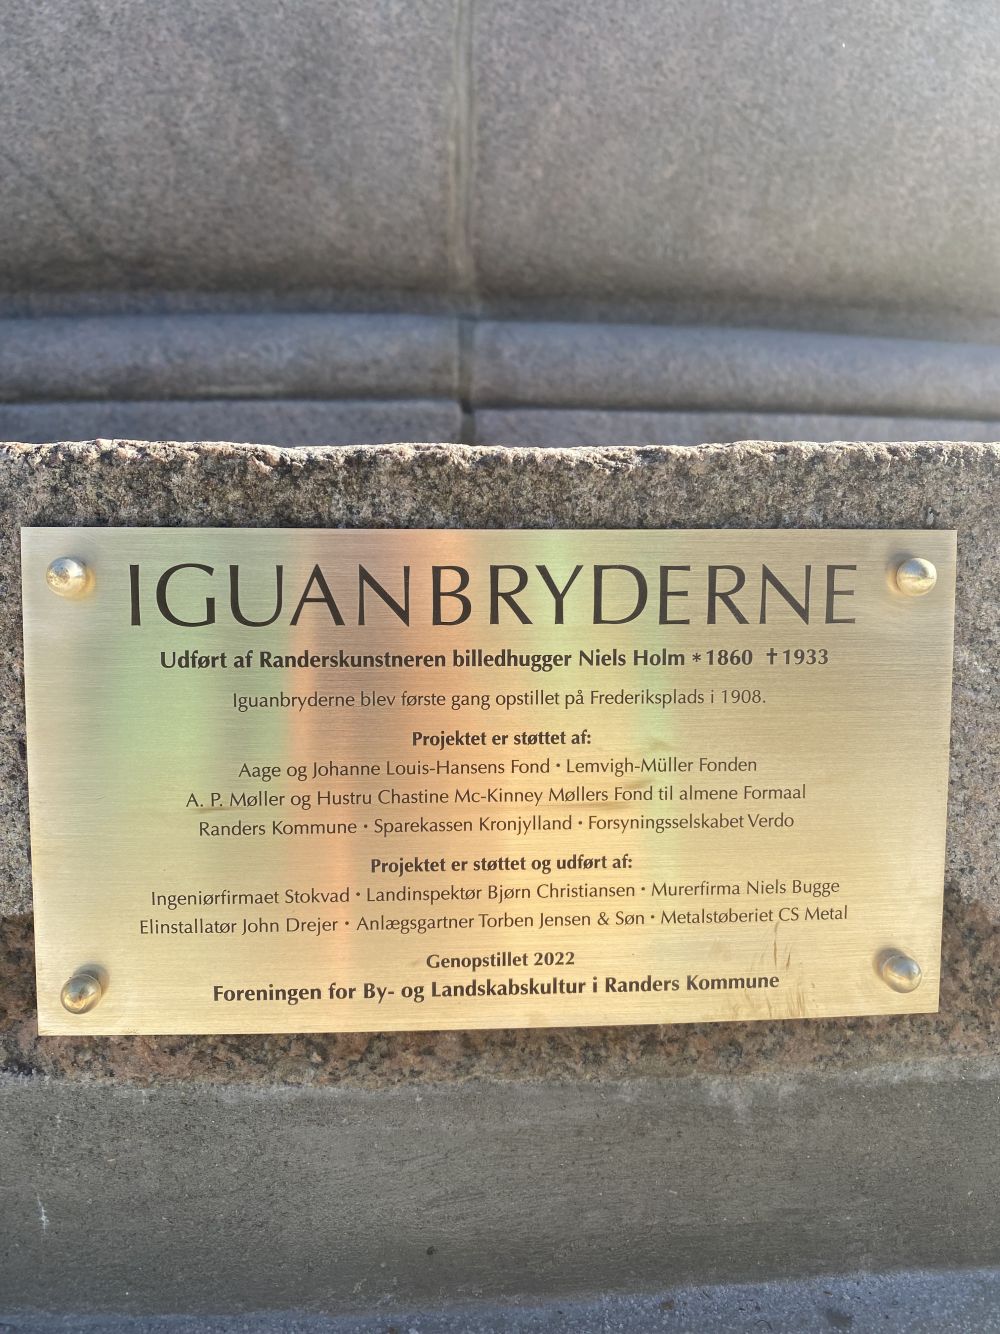 IGUANBRYDERNE
Udført af Randerskunstneren billedhugger Niels Holm *1860 ✝1933
Iguanbryderne blev første gang opstillet på Frederiksplads i 1908.
Projektet er støttet af:
Aage og Johanne Louis-Hansens Fond • Lemvigh-Müller Fonden
A. P. Møller og Hustru Chastine Mc-Kinney Møllers Fond til almene Formaal
Randers Kommune • Sparekassen Kronjylland • Forsyningsselskabet Verdo
Projektet er støttet og udført af:
Ingeniørfirmaet Stokvad • Landinspektør Bjørn Christiansen • Murerfirma Niels Bugge
Elinstallatør John Drejer • Anlægsgartner Torben Jensen & Søn • Metalstøberiet CS Metal
Genopstillet 2022
Foreningen for By- og Landskabskultur i Randers Kommune